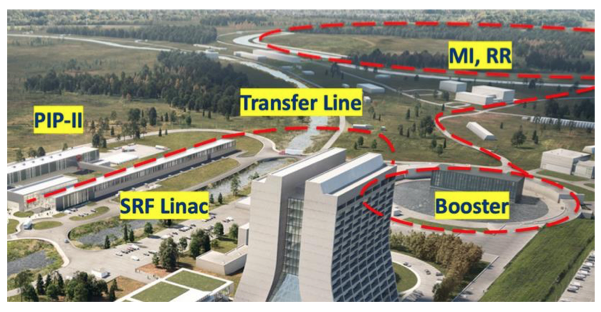 MI, RR
Transfer Line
PIP-II
SRF Linac
Booster